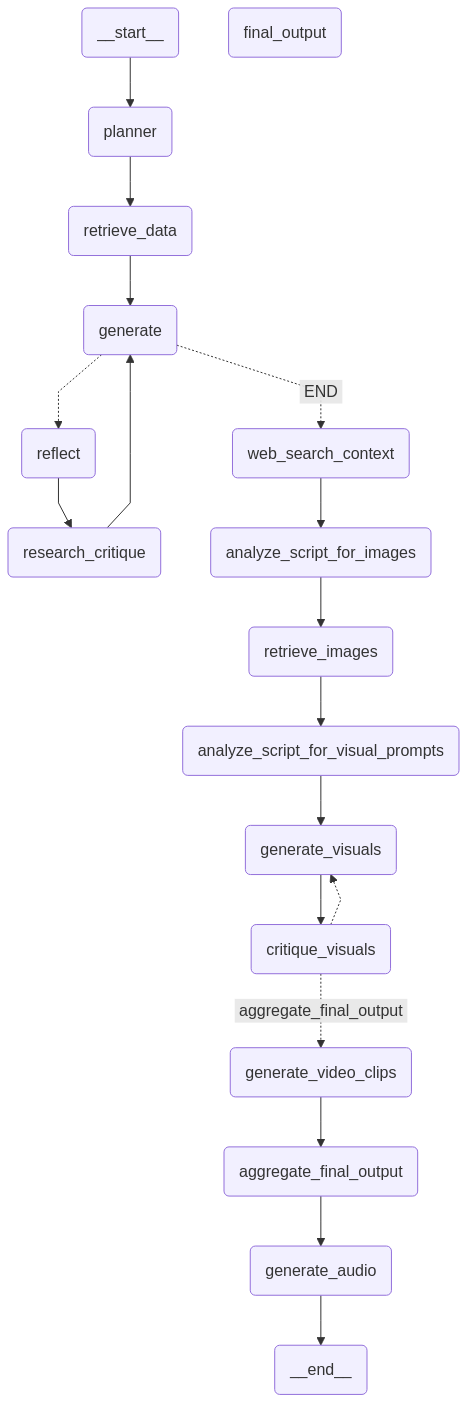 __start__
final_output
planner
retrieve_data
generate
END
reflect
web_search_context
research_critique
analyze_script_for_images
retrieve_images
analyze_script_for_visual_prompts
generate_visuals
critique_visuals
aggregate_final_output
generate_video_clips
aggregate_final_output
generate_audio
__end__